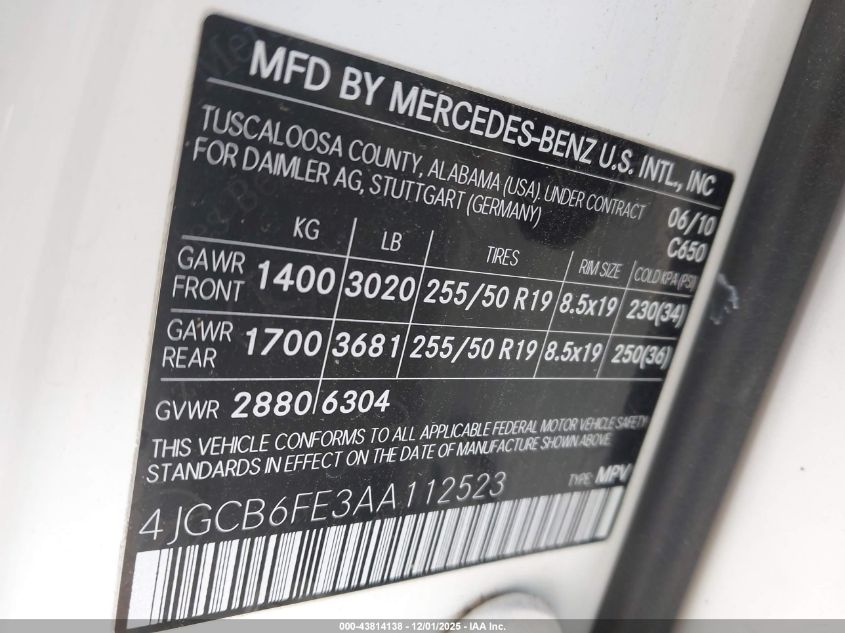 MFD BY MERCEDES-BENZ U.S. INTL., INC
TUSCALOOSA COUNTY, ALABAMA (USA). UNDER CONTRACT 06/10
FOR DAIMLER AG, STUTTGART (GERMANY) C650
KG LB TIRES RIM SIZE COLD KPA (PSI)
GAWR FRONT 1400 3020 255/50 R19 8.5x19 230(34)
GAWR REAR 1700 3681 255/50 R19 8.5x19 250(36)
GVWR 2880 6304
THIS VEHICLE CONFORMS TO ALL APPLICABLE FEDERAL MOTOR VEHICLE SAFETY
STANDARDS IN EFFECT ON THE DATE OF MANUFACTURE SHOWN ABOVE
TYPE: MPV
4JGCB6FE3AA112523
000-43814138 - 12/01/2025 - IAA Inc.